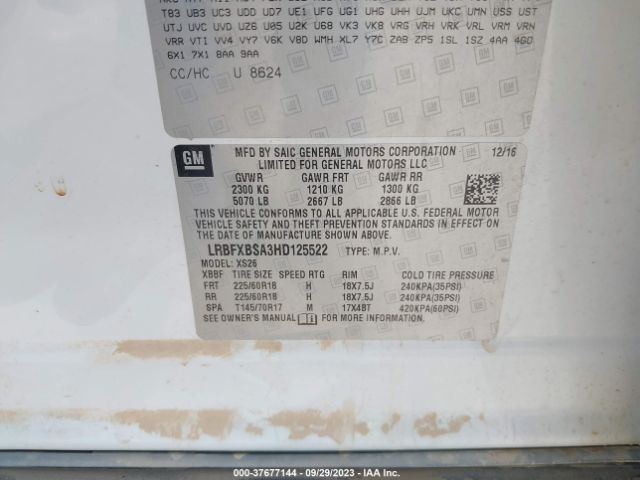 T83 UB3 UC3 UDD UD7 UE1 UFG UG1 UHG UHH UJM UKC UMN USS UST
UTJ UVC UVD UZ6 U05 U2K U68 VK3 VK8 VRG VRH VRK VRL VRM VRN
VRR VTI VV4 VY7 V6K V8D WMH XL7 Y7C ZAB ZP5 1SL 1SZ 4AA 4GD
6X1 7X1 8AA 9AA
CC/HC U 8624
GM
MFD BY SAIC GENERAL MOTORS CORPORATION 12/16
LIMITED FOR GENERAL MOTORS LLC
GVWR GAWR FRT GAWR RR
2300 KG 1210 KG 1300 KG
5070 LB 2667 LB 2866 LB
THIS VEHICLE CONFORMS TO ALL APPLICABLE U.S. FEDERAL MOTOR
VEHICLE SAFETY AND THEFT PREVENTION STANDARDS IN EFFECT
ON THE DATE OF MANUFACTURE SHOWN ABOVE.
LRBFXBSA3HD125522 TYPE: M.P.V.
MODEL: XS26
XBBF TIRE SIZE SPEED RTG RIM COLD TIRE PRESSURE
FRT 225/60R18 H 18X7.5J 240KPA(35PSI)
RR 225/60R18 H 18X7.5J 240KPA(35PSI)
SPA T145/70R17 M 17X4BT 420KPA(60PSI)
SEE OWNER'S MANUAL FOR MORE INFORMATION
000-37677144 / 09/29/2023 / IAA Inc.